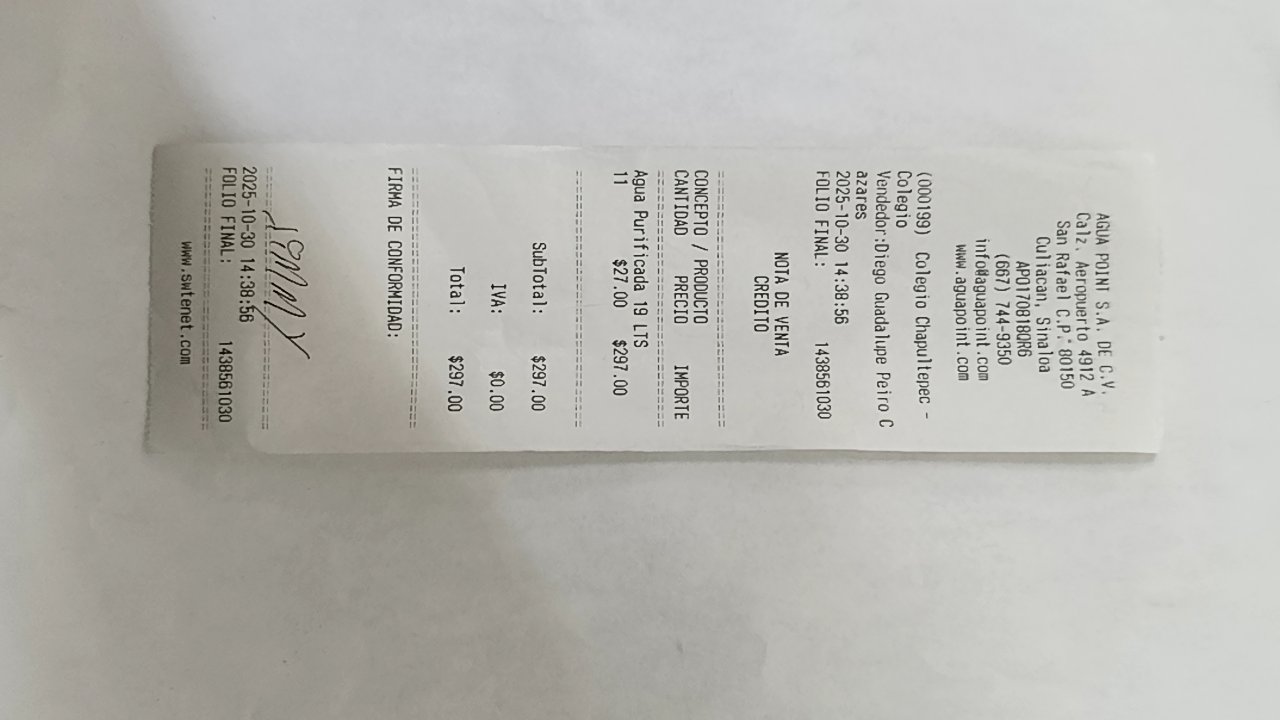 AGUA POINT S.A. DE C.V.
Calz. Aeropuerto 4912 A
San Rafael C.P. 80150
Culiacan, Sinaloa
APO170818QR6
(667) 744-9350
info@aguapoint.com
www.aguapoint.com
(000199) Colegio Chapultepec -
Colegio
Vendedor:Diego Guadalupe Peiro C
azares
2025-10-30 14:38:56
FOLIO FINAL: 1438561030
NOTA DE VENTA
CREDITO
CONCEPTO / PRODUCTO
CANTIDAD PRECIO IMPORTE
Agua Purificada 19 LTS
11 $27.00 $297.00
SubTotal: $297.00
IVA: $0.00
Total: $297.00
FIRMA DE CONFORMIDAD:
2025-10-30 14:38:56
FOLIO FINAL: 1438561030
www.swtenet.com